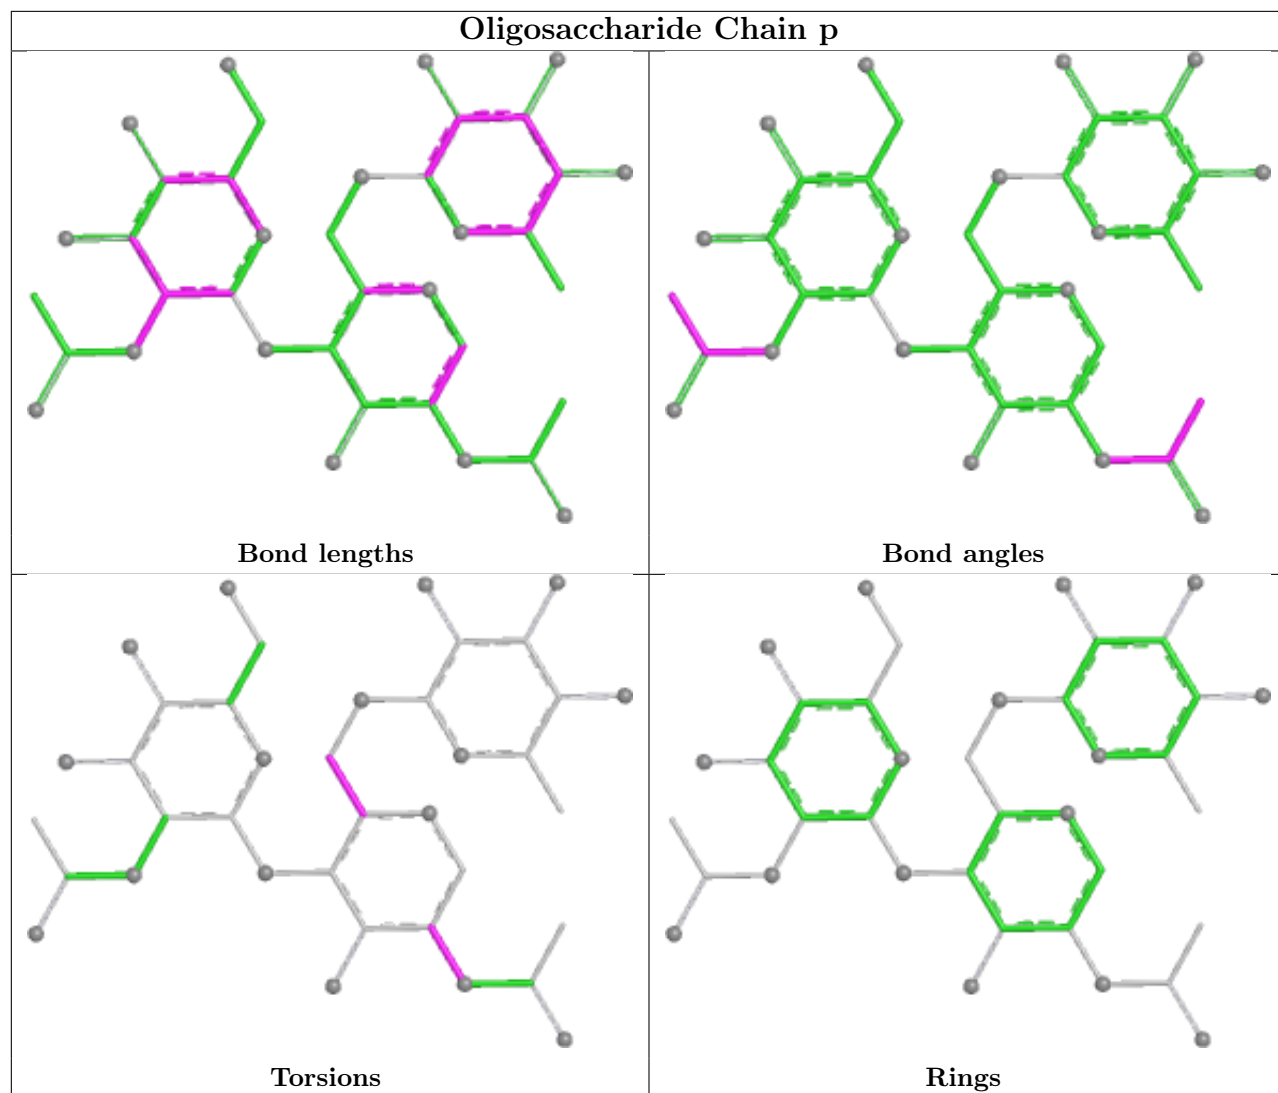 Oligosaccharide Chain p
Bond lengths
Bond angles
Torsions
Rings